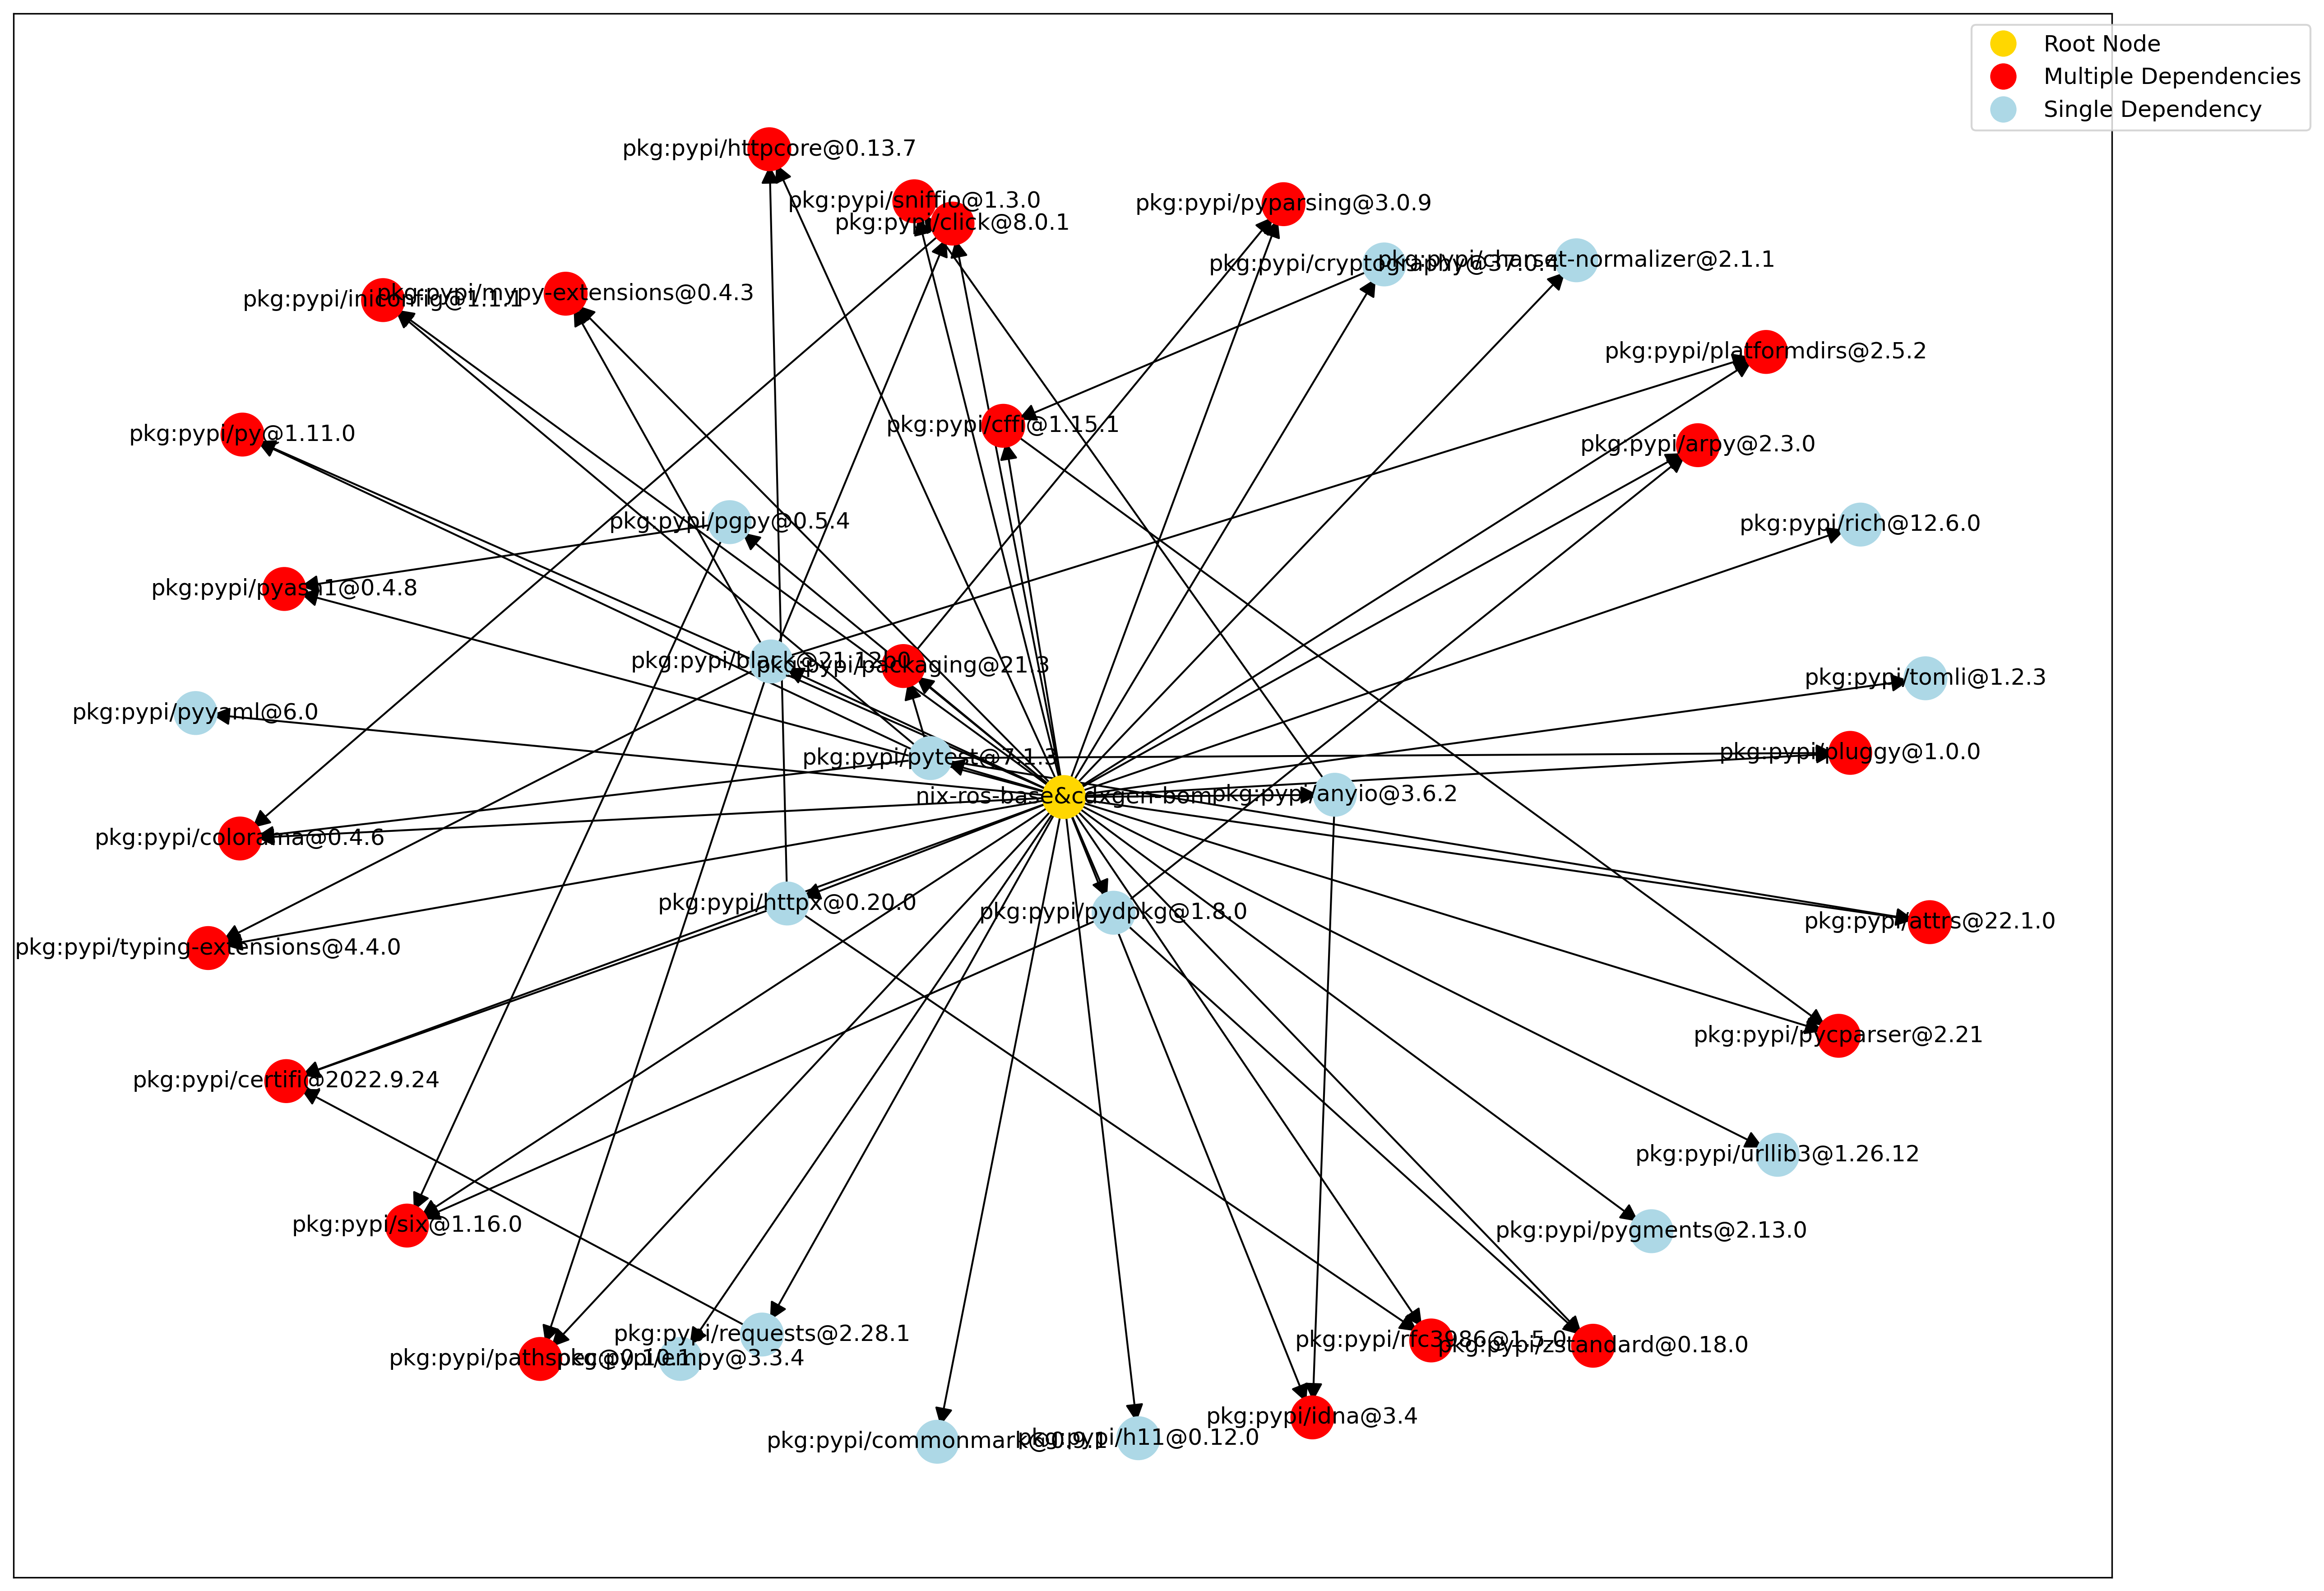 Root Node
Multiple Dependencies
Single Dependency
pkg:pypi/httpcore@0.13.7
pkg:pypi/sniffio@1.3.0
pkg:pypi/pyparsing@3.0.9
pkg:pypi/click@8.0.1
pkg:pypi/cryptography@37.0.4
pkg:pypi/charset-normalizer@2.1.1
pkg:pypi/iniconfig@1.1.1
pkg:pypi/mypy-extensions@0.4.3
pkg:pypi/platformdirs@2.5.2
pkg:pypi/py@1.11.0
pkg:pypi/cffi@1.15.1
pkg:pypi/arpy@2.3.0
pkg:pypi/pgpy@0.5.4
pkg:pypi/rich@12.6.0
pkg:pypi/pyasn1@0.4.8
pkg:pypi/black@21.12b0
pkg:pypi/packaging@21.3
pkg:pypi/tomli@1.2.3
pkg:pypi/pyyaml@6.0
pkg:pypi/pytest@7.1.3
pkg:pypi/pluggy@1.0.0
nix-ros-base&cdxgen-bom
pkg:pypi/anyio@3.6.2
pkg:pypi/colorama@0.4.6
pkg:pypi/httpx@0.20.0
pkg:pypi/pydpkg@1.8.0
pkg:pypi/attrs@22.1.0
pkg:pypi/typing-extensions@4.4.0
pkg:pypi/pycparser@2.21
pkg:pypi/certifi@2022.9.24
pkg:pypi/urllib3@1.26.12
pkg:pypi/six@1.16.0
pkg:pypi/pygments@2.13.0
pkg:pypi/requests@2.28.1
pkg:pypi/rfc3986@1.5.0
pkg:pypi/zstandard@0.18.0
pkg:pypi/pathspec@0.10.1
pkg:pypi/empy@3.3.4
pkg:pypi/idna@3.4
pkg:pypi/commonmark@0.9.1
pkg:pypi/h11@0.12.0